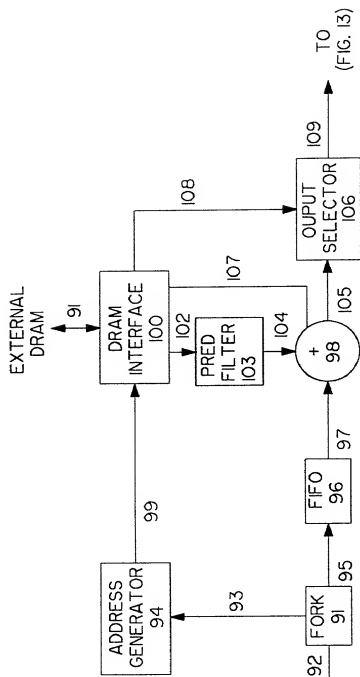 EXTERNAL
DRAM
91
DRAM
INTERFACE
100
108
99
102
107
PRED
FILTER
103
104
ADDRESS
GENERATOR
94
93
92
FORK
91
95
FIFO
96
97
+
98
105
OUPUT
SELECTOR
106
109
TO
(FIG. 13)